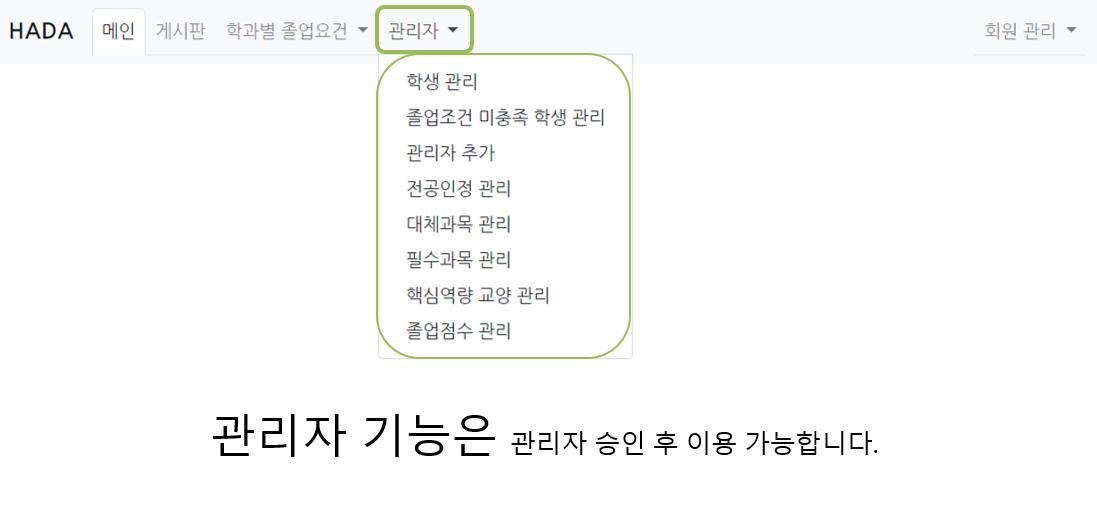 HADA 메인 게시판 학과별 졸업요건 관리자 회원 관리
학생 관리
졸업조건 미충족 학생 관리
관리자 추가
전공인정 관리
대체과목 관리
필수과목 관리
핵심역량 교양 관리
졸업점수 관리
관리자 기능은 관리자 승인 후 이용 가능합니다.